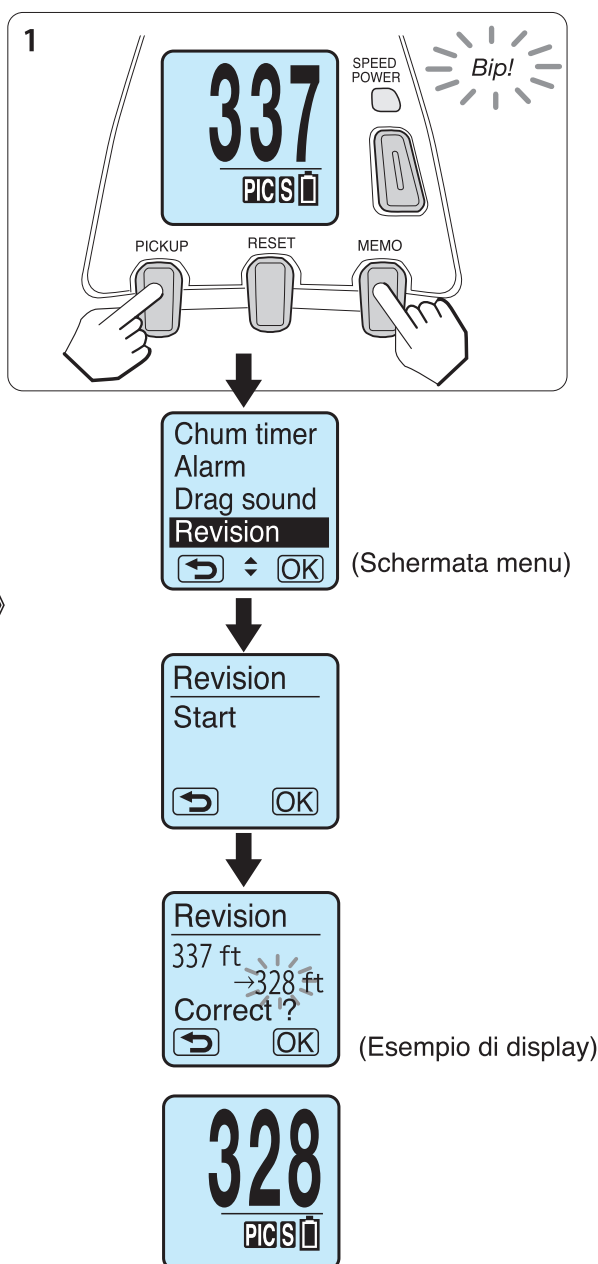 1
337
PIC S
SPEED
POWER
Bip!
PICKUP
RESET
MEMO
Chum timer
Alarm
Drag sound
Revision
OK
(Schermata menu)
》
Revision
Start
OK
Revision
337 ft
→328 ft
Correct ?
OK
(Esempio di display)
328
PIC S